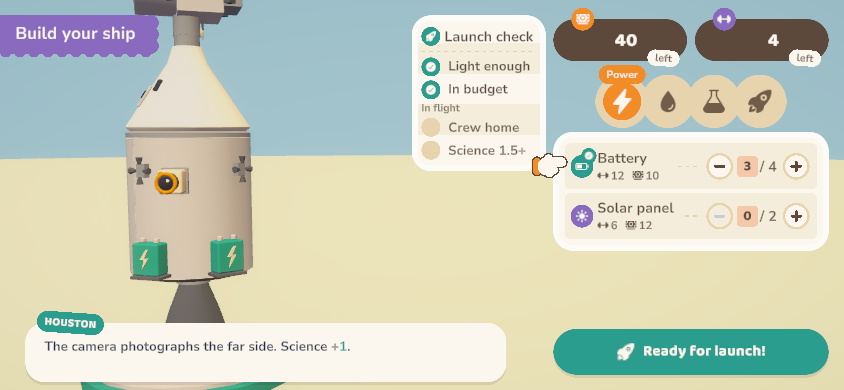 Build your ship
Launch check
Light enough
In budget
In flight
Crew home
Science 1.5+
40
left
4
left
Power
Battery
12 10
3 / 4
Solar panel
6 12
0 / 2
HOUSTON
The camera photographs the far side. Science +1.
Ready for launch!